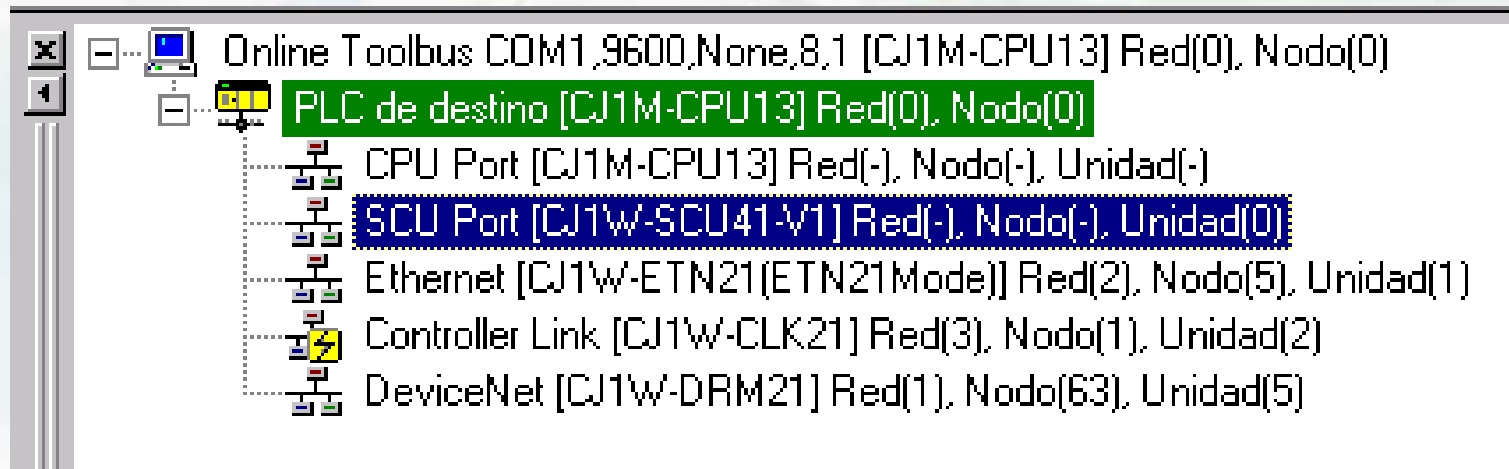 Online Toolbus COM1,9600,None,8,1 [CJ1M-CPU13] Red(0), Nodo(0)
PLC de destino [CJ1M-CPU13] Red(0), Nodo(0)
CPU Port [CJ1M-CPU13] Red(-), Nodo(-), Unidad(-)
SCU Port [CJ1W-SCU41-V1] Red(-), Nodo(-), Unidad(0)
Ethernet [CJ1W-ETN21(ETN21Mode)] Red(2), Nodo(5), Unidad(1)
Controller Link [CJ1W-CLK21] Red(3), Nodo(1), Unidad(2)
DeviceNet [CJ1W-DRM21] Red(1), Nodo(63), Unidad(5)